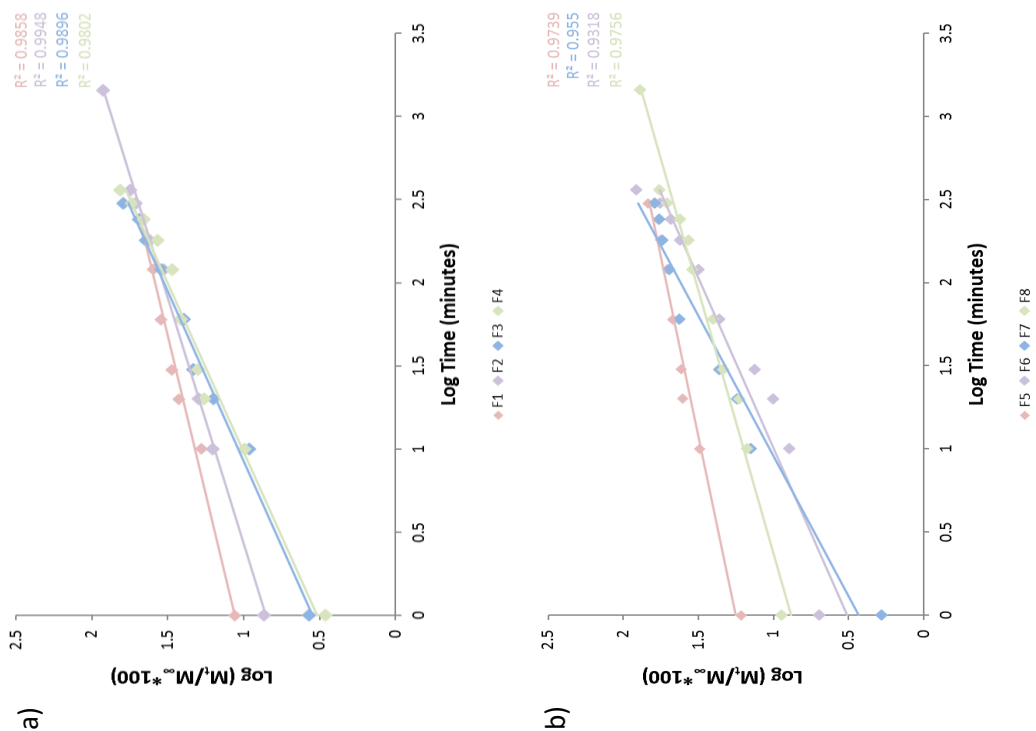 a)
R² = 0.9858
R² = 0.9948
R² = 0.9896
R² = 0.9802
Log (Mₜ/M∞*100)
2.5
2
1.5
1
0.5
0
0 0.5 1 1.5 2 2.5 3 3.5
Log Time (minutes)
F1 F2 F3 F4
b)
R² = 0.9739
R² = 0.955
R² = 0.9318
R² = 0.9756
Log (Mₜ/M∞*100)
2.5
2
1.5
1
0.5
0
0 0.5 1 1.5 2 2.5 3 3.5
Log Time (minutes)
F5 F6 F7 F8